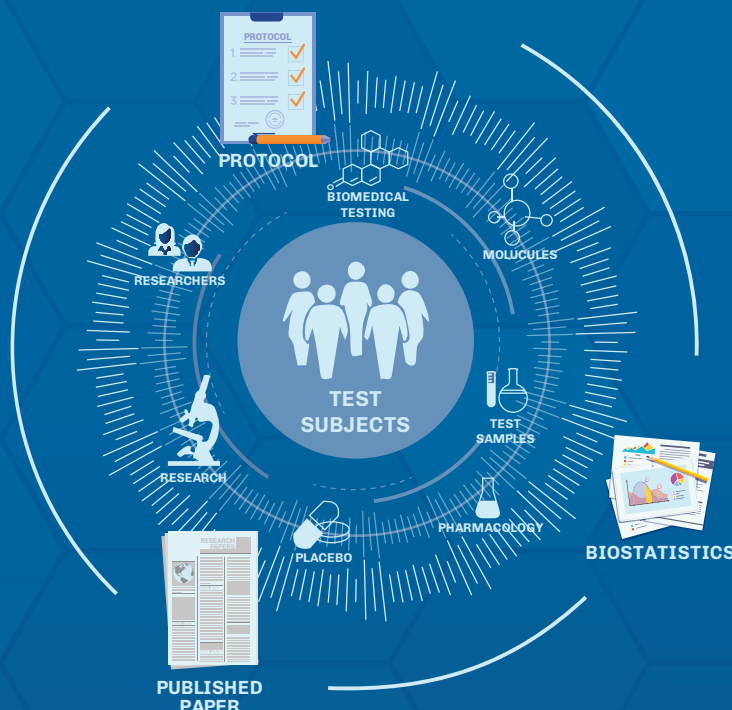 PROTOCOL
1.
2.
3.
PROTOCOL
BIOMEDICAL
TESTING
MOLUCULES
RESEARCHERS
TEST
SUBJECTS
TEST
SAMPLES
RESEARCH
PHARMACOLOGY
BIOSTATISTICS
PLACEBO
RESEARCH
PAPERS
PUBLISHED
PAPER